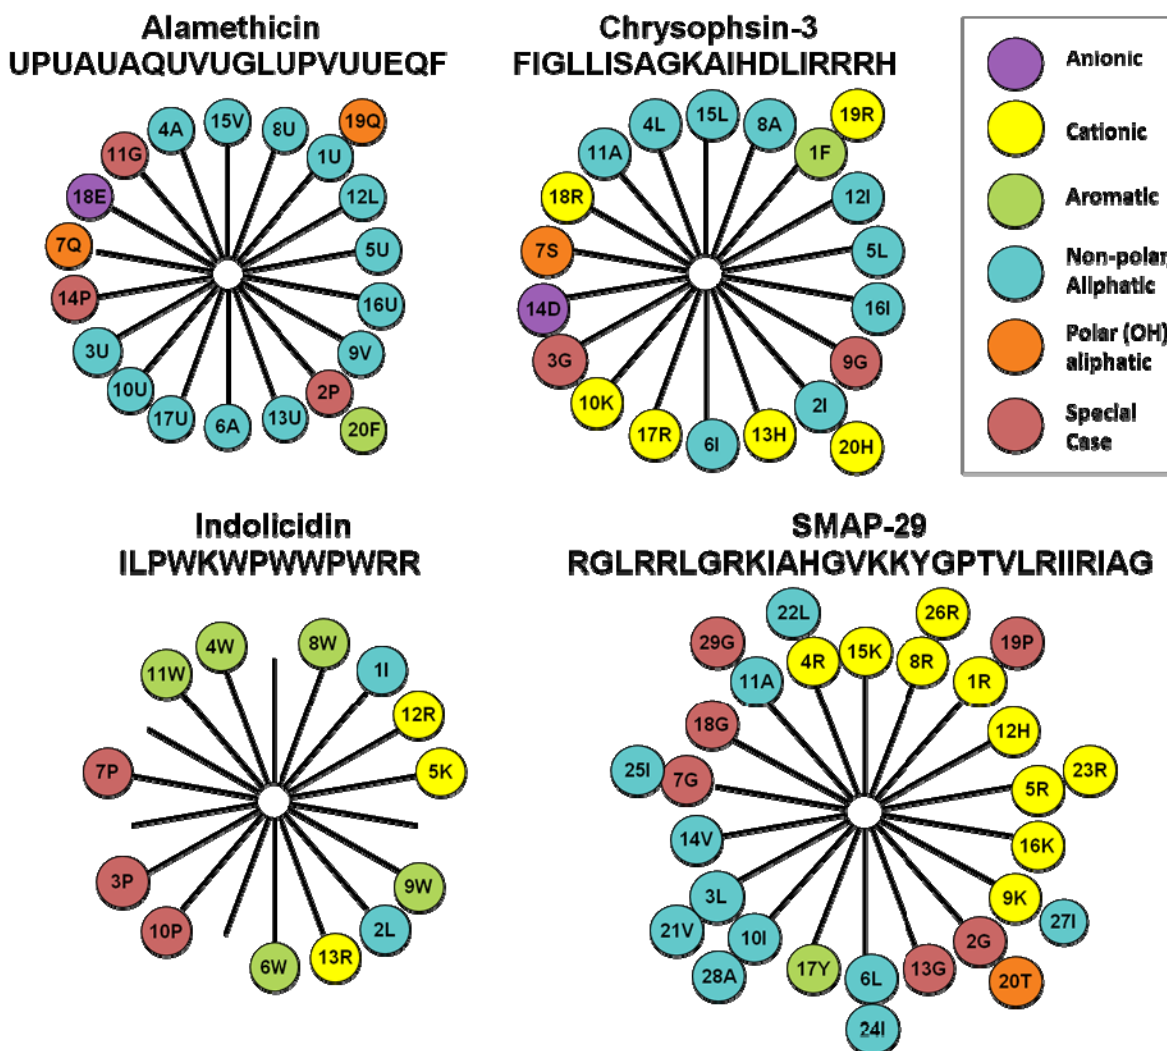 Alamethicin
UPUAUAQUVUGLUPVUUEQF
4A
15V
8U
19Q
11G
1U
18E
12L
7Q
5U
14P
16U
3U
9V
10U
2P
17U
6A
13U
20F
Chrysophsin-3
FIGLLISAGKAIHDLIRRRH
4L
15L
8A
19R
11A
1F
18R
12I
7S
5L
14D
16I
3G
9G
10K
2I
17R
6I
13H
20H
Anionic
Cationic
Aromatic
Non-polar,
Aliphatic
Polar (OH)
aliphatic
Special
Case
Indolicidin
ILPWKWPWWPWRR
4W
8W
11W
1I
12R
7P
5K
3P
9W
10P
2L
6W
13R
SMAP-29
RGLRRLGRKIAHGVKKYGPTVLRIIRIAG
22L
26R
29G
19P
4R
15K
8R
11A
1R
18G
12H
25I
7G
5R
23R
14V
16K
3L
9K
21V
10I
27I
28A
17Y
6L
13G
2G
20T
24I